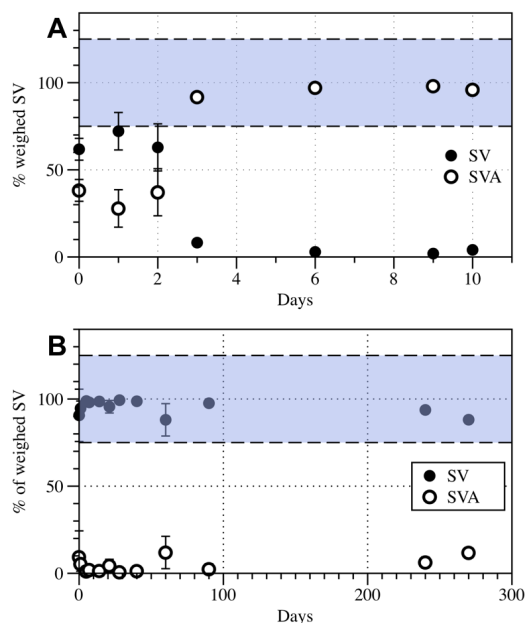 A
% weighed SV
100
50
0
SV
SVA
0 2 4 6 8 10
Days
B
% of weighed SV
100
50
0
SV
SVA
0 100 200 300
Days